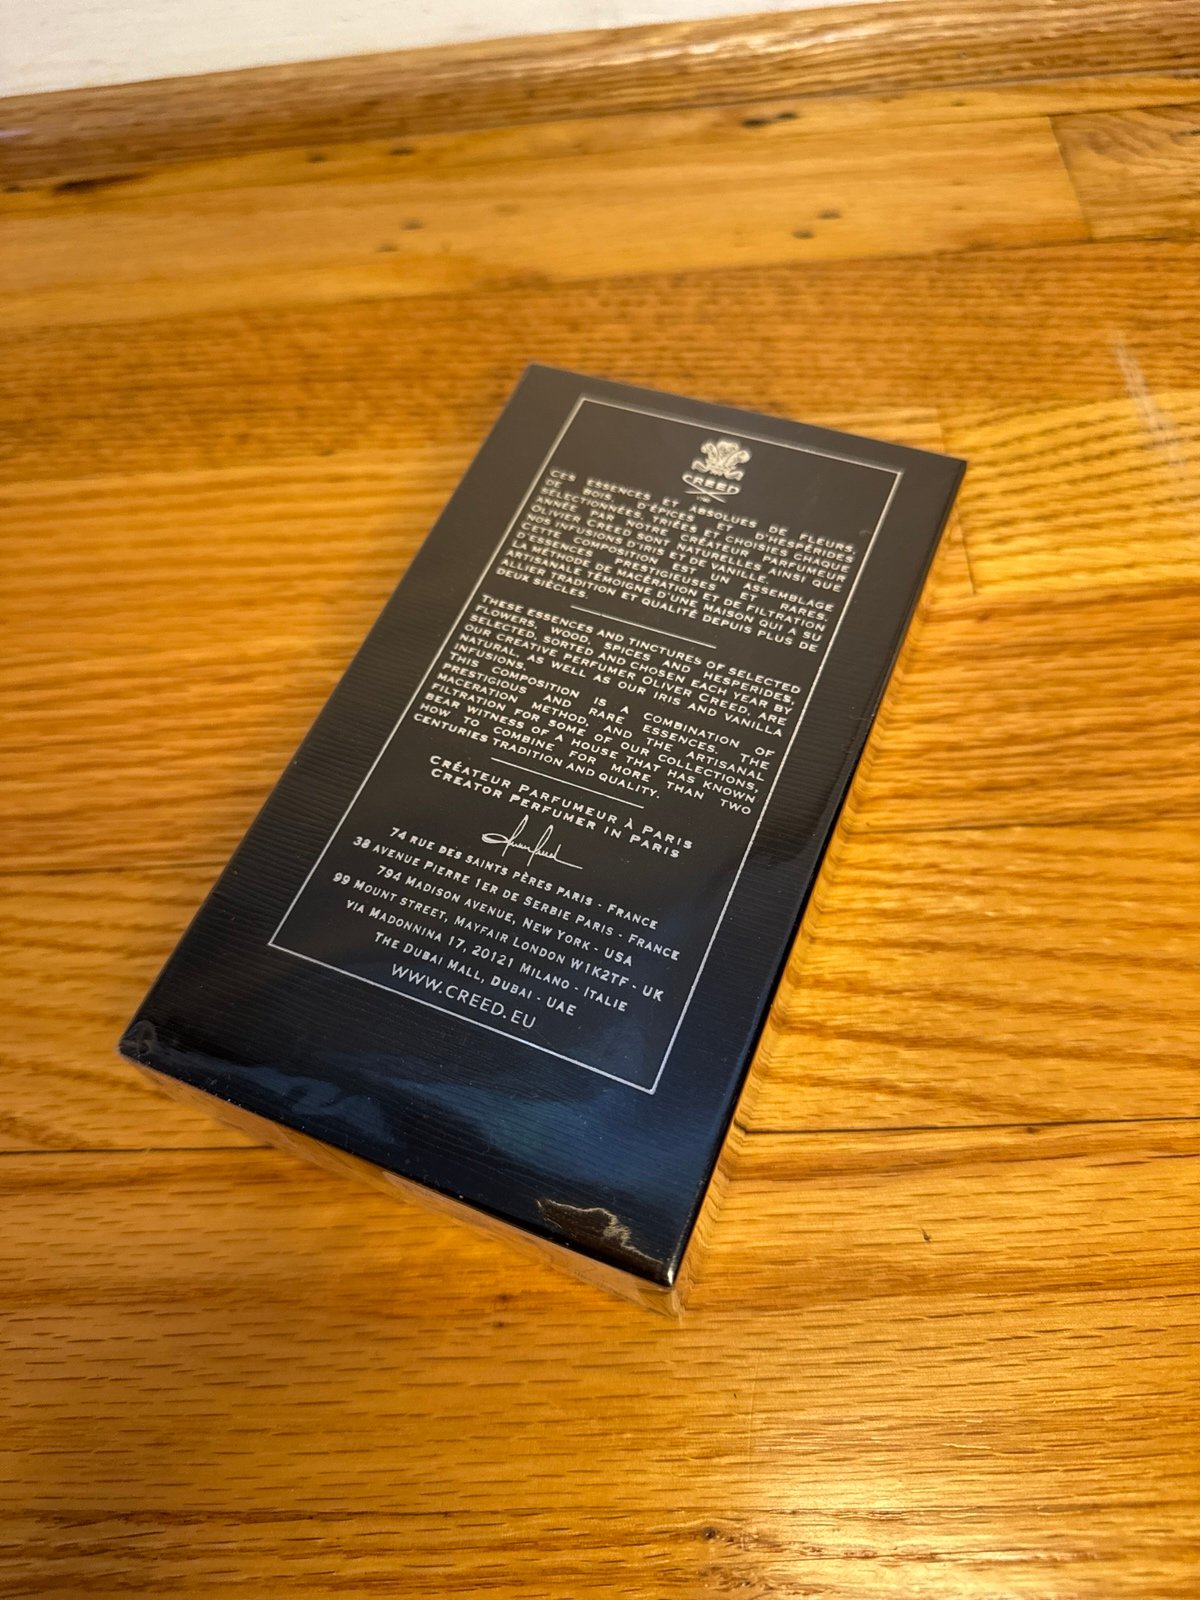 CREED
CES ESSENCES ET ABSOLUES DE FLEURS,
DE BOIS, D'ÉPICES ET D'HESPÉRIDES
SÉLECTIONNÉES, TRIÉES ET CHOISIES CHAQUE
ANNÉE PAR NOTRE CRÉATEUR PARFUMEUR
OLIVIER CREED SONT NATURELLES AINSI QUE
NOS INFUSIONS D'IRIS ET DE VANILLE.
CETTE COMPOSITION EST UN ASSEMBLAGE
D'ESSENCES PRESTIGIEUSES ET RARES.
LA MÉTHODE DE MACÉRATION ET DE FILTRATION
ARTISANALE TÉMOIGNE D'UNE MAISON QUI A SU
ALLIER TRADITION ET QUALITÉ DEPUIS PLUS DE
DEUX SIÈCLES.
THESE ESSENCES AND TINCTURES OF SELECTED
FLOWERS, WOOD, SPICES AND HESPERIDES,
SELECTED, SORTED AND CHOSEN EACH YEAR BY
OUR CREATIVE PERFUMER OLIVER CREED, ARE
NATURAL, AS WELL AS OUR IRIS AND VANILLA
INFUSIONS.
THIS COMPOSITION IS A COMBINATION OF
PRESTIGIOUS AND RARE ESSENCES. THE
MACERATION METHOD, AND THE ARTISANAL
FILTRATION FOR SOME OF OUR COLLECTIONS,
BEAR WITNESS OF A HOUSE THAT HAS KNOWN
HOW TO COMBINE FOR MORE THAN TWO
CENTURIES TRADITION AND QUALITY.
CRÉATEUR PARFUMEUR À PARIS
CREATOR PERFUMER IN PARIS
74 RUE DES SAINTS PÈRES PARIS - FRANCE
38 AVENUE PIERRE 1ER DE SERBIE PARIS - FRANCE
794 MADISON AVENUE, NEW YORK - USA
99 MOUNT STREET, MAYFAIR LONDON W1K2TF - UK
VIA MADONNINA 17, 20121 MILANO - ITALIE
THE DUBAI MALL, DUBAI - UAE
WWW.CREED.EU